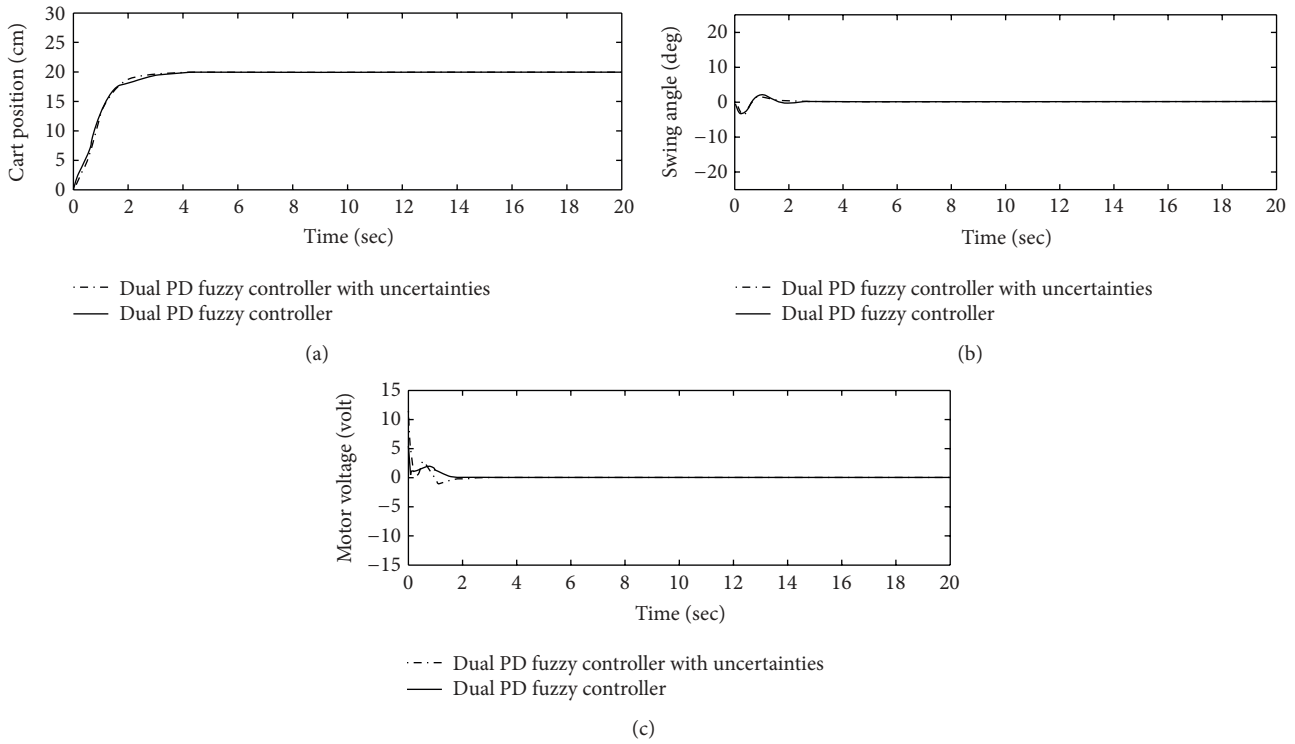 30
25
20
15
10
5
0
Cart position (cm)
0 2 4 6 8 10 12 14 16 18 20
Time (sec)
Dual PD fuzzy controller with uncertainties
Dual PD fuzzy controller
(a)
20
10
0
−10
−20
Swing angle (deg)
0 2 4 6 8 10 12 14 16 18 20
Time (sec)
Dual PD fuzzy controller with uncertainties
Dual PD fuzzy controller
(b)
15
10
5
0
−5
−10
−15
Motor voltage (volt)
0 2 4 6 8 10 12 14 16 18 20
Time (sec)
Dual PD fuzzy controller with uncertainties
Dual PD fuzzy controller
(c)